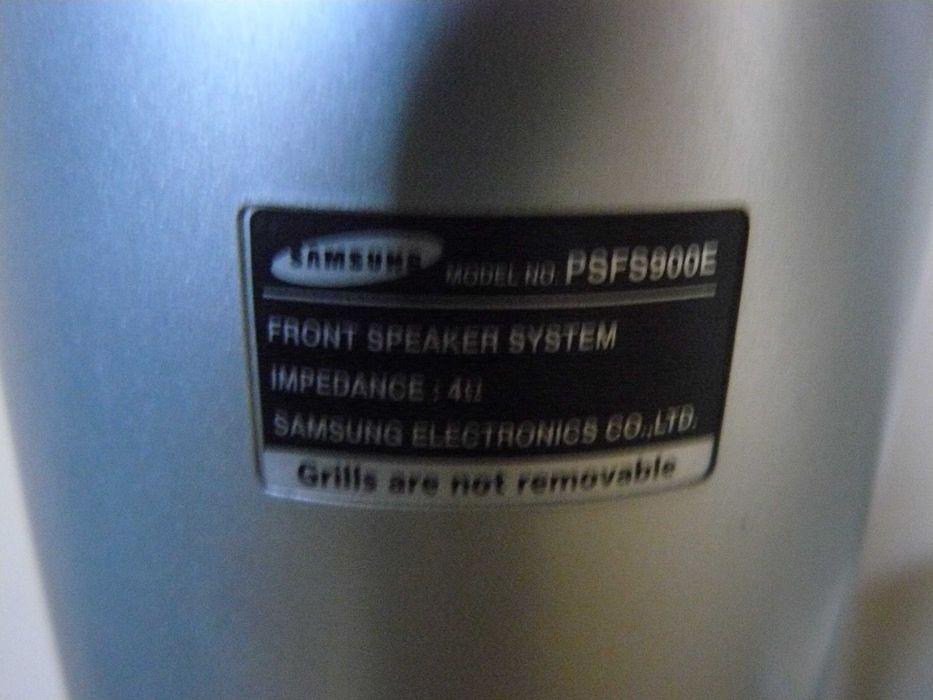 SAMSUNG MODEL NO. PSFS900E
FRONT SPEAKER SYSTEM
IMPEDANCE : 4Ω
SAMSUNG ELECTRONICS CO.,LTD.
Grills are not removable